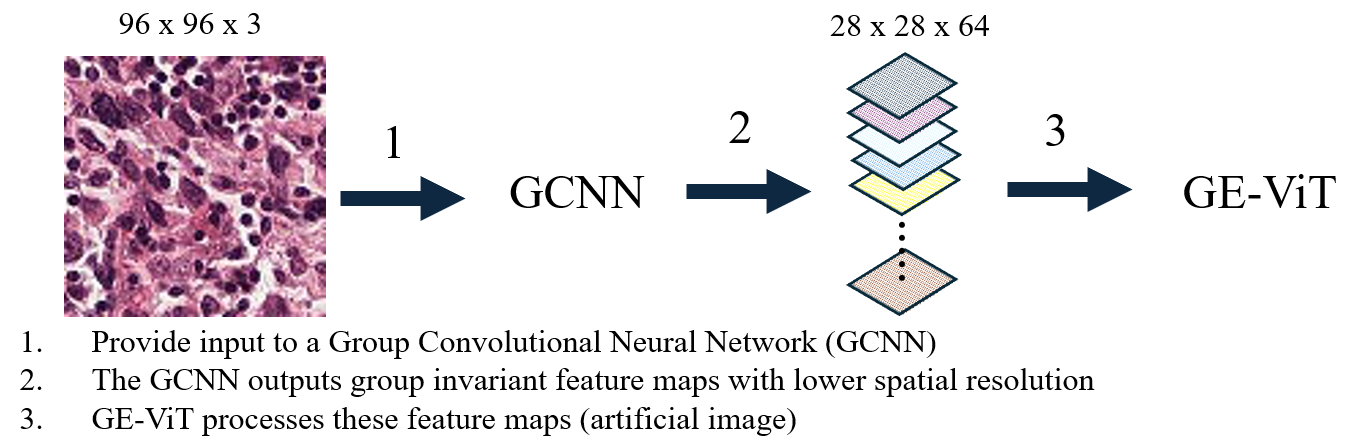 96 x 96 x 3
28 x 28 x 64
1
2
3
GCNN
GE-ViT
1. Provide input to a Group Convolutional Neural Network (GCNN)
2. The GCNN outputs group invariant feature maps with lower spatial resolution
3. GE-ViT processes these feature maps (artificial image)